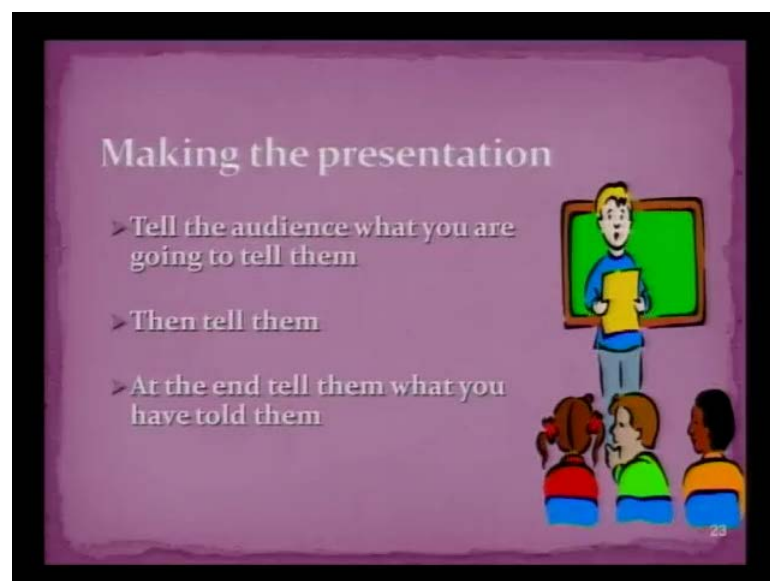 Making the presentation
➢Tell the audience what you are
going to tell them
➢Then tell them
➢At the end tell them what you
have told them
23